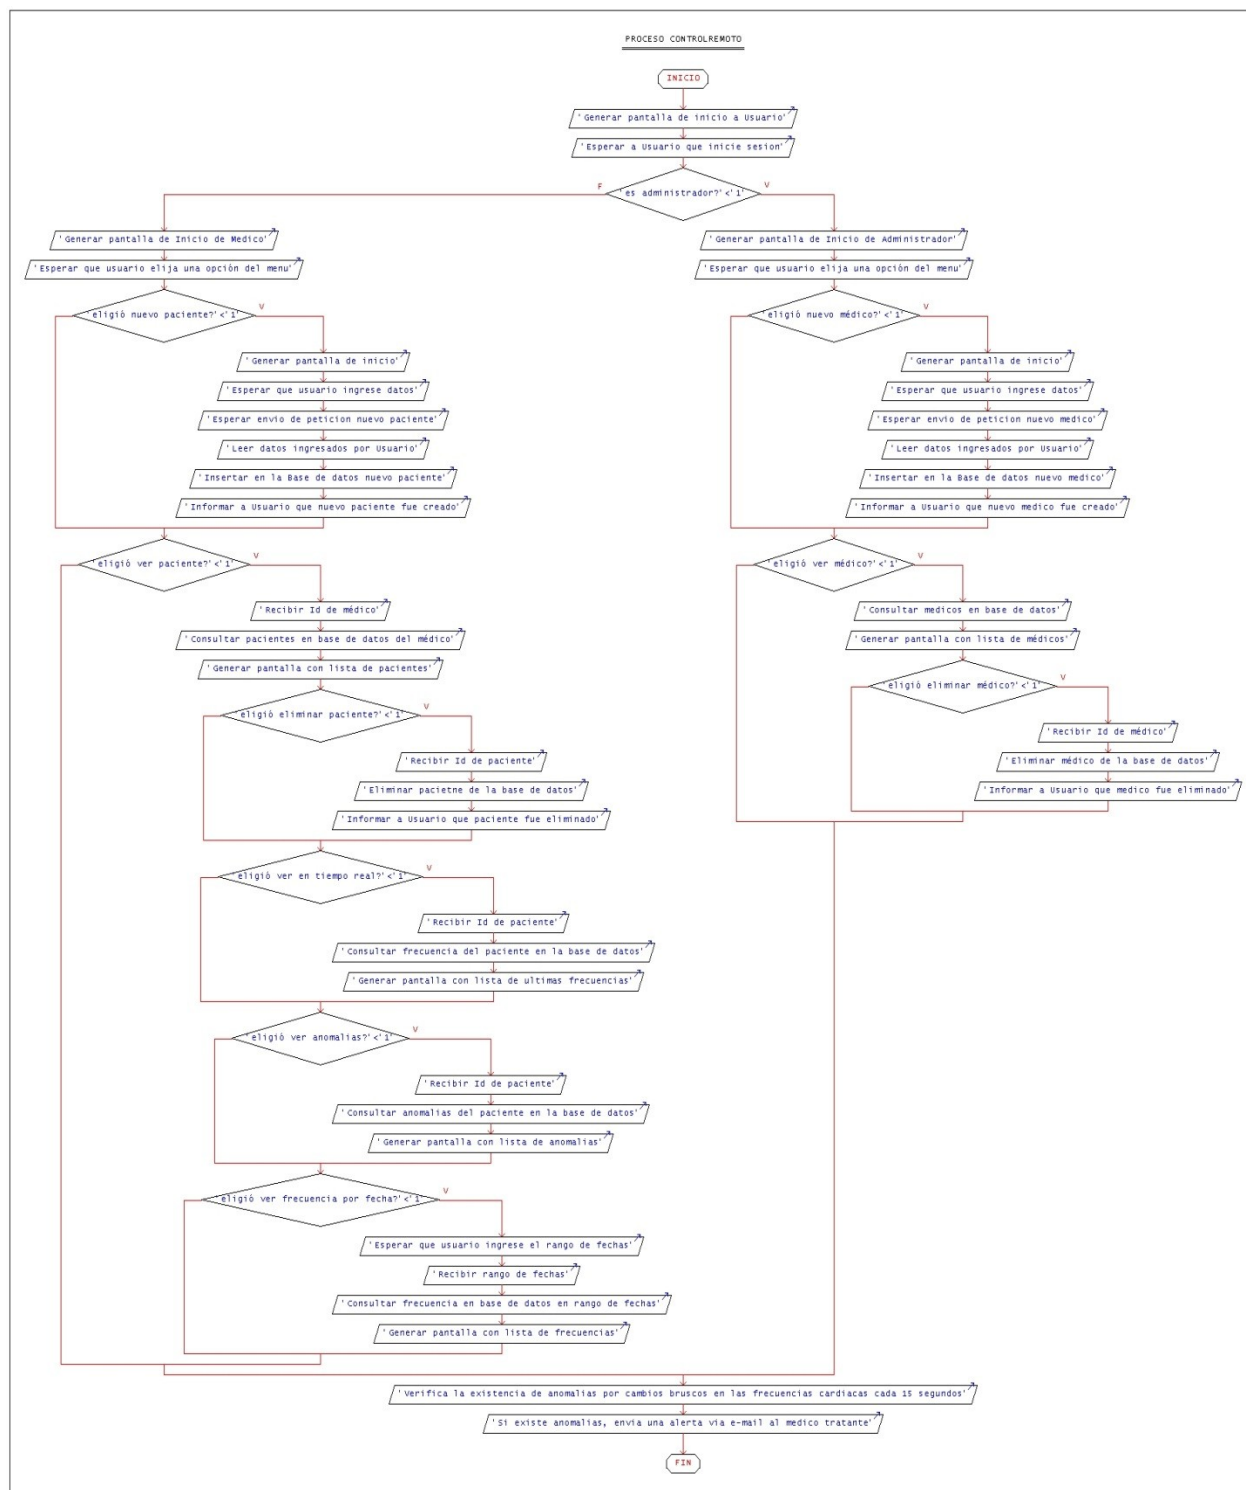 PROCESO CONTROLREMOTO
INICIO
'Generar pantalla de inicio a Usuario'
'Esperar a Usuario que inicie sesion'
F
'es administrador?'<'1'
V
'Generar pantalla de Inicio de Medico'
'Esperar que usuario elija una opción del menu'
'eligió nuevo paciente?'<'1'
V
'Generar pantalla de inicio'
'Esperar que usuario ingrese datos'
'Esperar envio de peticion nuevo paciente'
'Leer datos ingresados por Usuario'
'Insertar en la Base de datos nuevo paciente'
'Informar a Usuario que nuevo paciente fue creado'
'eligió ver paciente?'<'1'
V
'Recibir Id de médico'
'Consultar pacientes en base de datos del médico'
'Generar pantalla con lista de pacientes'
'eligió eliminar paciente?'<'1'
V
'Recibir Id de paciente'
'Eliminar pacietne de la base de datos'
'Informar a Usuario que paciente fue eliminado'
'eligió ver en tiempo real?'<'1'
V
'Recibir Id de paciente'
'Consultar frecuencia del paciente en la base de datos'
'Generar pantalla con lista de ultimas frecuencias'
'eligió ver anomalias?'<'1'
V
'Recibir Id de paciente'
'Consultar anomalias del paciente en la base de datos'
'Generar pantalla con lista de anomalias'
'eligió ver frecuencia por fecha?'<'1'
V
'Esperar que usuario ingrese el rango de fechas'
'Recibir rango de fechas'
'Consultar frecuencia en base de datos en rango de fechas'
'Generar pantalla con lista de frecuencias'
'Generar pantalla de Inicio de Administrador'
'Esperar que usuario elija una opción del menu'
'eligió nuevo médico?'<'1'
V
'Generar pantalla de inicio'
'Esperar que usuario ingrese datos'
'Esperar envio de peticion nuevo medico'
'Leer datos ingresados por Usuario'
'Insertar en la Base de datos nuevo medico'
'Informar a Usuario que nuevo medico fue creado'
'eligió ver médico?'<'1'
V
'Consultar medicos en base de datos'
'Generar pantalla con lista de médicos'
'eligió eliminar médico?'<'1'
V
'Recibir Id de médico'
'Eliminar médico de la base de datos'
'Informar a Usuario que medico fue eliminado'
'Verifica la existencia de anomalias por cambios bruscos en las frecuencias cardiacas cada 15 segundos'
'Si existe anomalias, envia una alerta via e-mail al medico tratante'
FIN